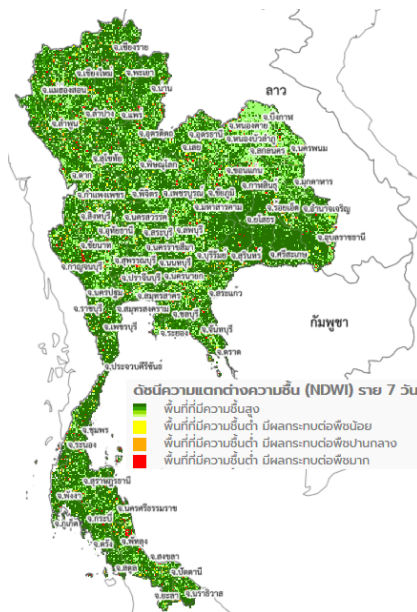 จ.เชียงราย
จ.เชียงใหม่ จ.พะเยา
จ.แม่ฮ่องสอน จ.น่าน
ลาว
จ.ลำปาง จ.แพร่
จ.ลำพูน
จ.บึงกาฬ
จ.หนองคาย
จ.อุตรดิตถ์ จ.อุดรธานี
จ.หนองบัวลำภู
จ.เลย จ.สกลนคร จ.นครพนม
จ.สุโขทัย
จ.พิษณุโลก
จ.ตาก จ.ขอนแก่น
จ.กาฬสินธุ์ จ.มุกดาหาร
จ.กำแพงเพชร จ.พิจิตร จ.เพชรบูรณ์ จ.ชัยภูมิ
จ.มหาสารคาม จ.ร้อยเอ็ด จ.อำนาจเจริญ
จ.สิงห์บุรี จ.นครสวรรค์
จ.ยโสธร
จ.อุทัยธานี จ.สระบุรี จ.ลพบุรี
จ.อุบลราชธานี
จ.ชัยนาท จ.นครราชสีมา
จ.บุรีรัมย์ จ.สุรินทร์ จ.ศรีสะเกษ
จ.สุพรรณบุรี จ.นนทบุรี
จ.กาญจนบุรี
จ.ปราจีนบุรี จ.นครนายก
จ.นครปฐม จ.สมุทรสาคร จ.สระแก้ว
จ.ราชบุรี จ.สมุทรสงคราม
จ.ชลบุรี
กัมพูชา
จ.เพชรบุรี จ.จันทบุรี
จ.ระยอง
จ.ตราด
จ.ประจวบคีรีขันธ์
ดัชนีความแตกต่างความชื้น (NDWI) ราย 7 วัน
พื้นที่ที่มีความชื้นสูง
จ.ชุมพร
พื้นที่ที่มีความชื้นต่ำ มีผลกระทบต่อพืชน้อย
จ.ระนอง
พื้นที่ที่มีความชื้นต่ำ มีผลกระทบต่อพืชปานกลาง
พื้นที่ที่มีความชื้นต่ำ มีผลกระทบต่อพืชมาก
จ.สุราษฎร์ธานี
จ.พังงา
จ.นครศรีธรรมราช
จ.ภูเก็ต จ.กระบี่
จ.ตรัง จ.พัทลุง
จ.สงขลา
จ.สตูล จ.ปัตตานี
จ.ยะลา จ.นราธิวาส